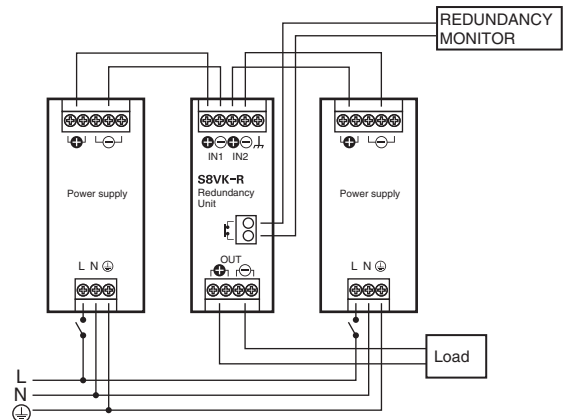 REDUNDANCY
MONITOR
IN1 IN2
Power supply
S8VK-R
Redundancy
Unit
Power supply
OUT
L N
L N
Load
L
N